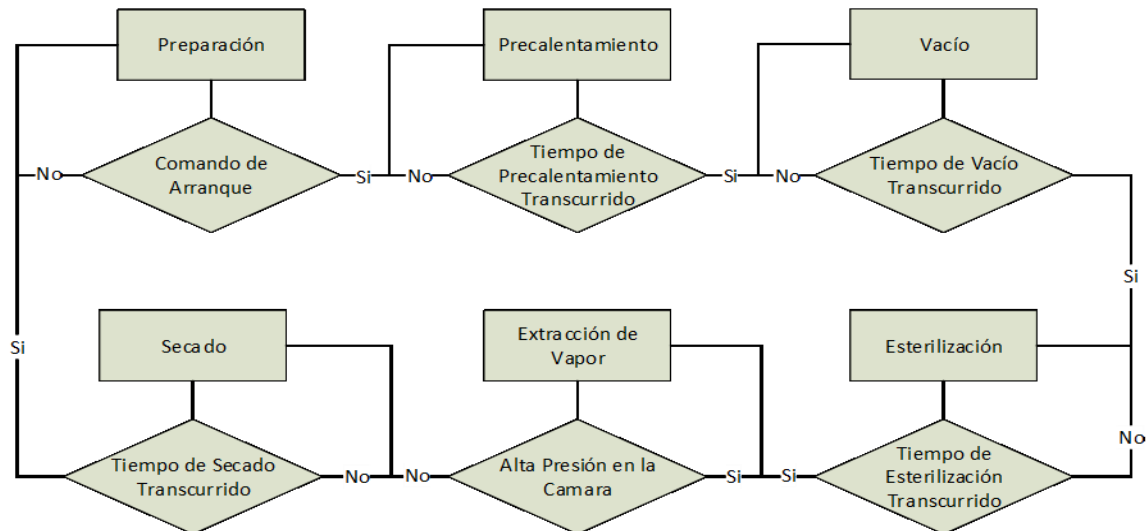 Preparación
Precalentamiento
Vacío
No
Comando de
Arranque
Si
No
Tiempo de
Precalentamiento
Transcurrido
Si
No
Tiempo de Vacío
Transcurrido
Si
Si
Secado
Extracción de
Vapor
Esterilización
No
Tiempo de Secado
Transcurrido
No
No
Alta Presión en la
Camara
Si
Si
Tiempo de
Esterilización
Transcurrido